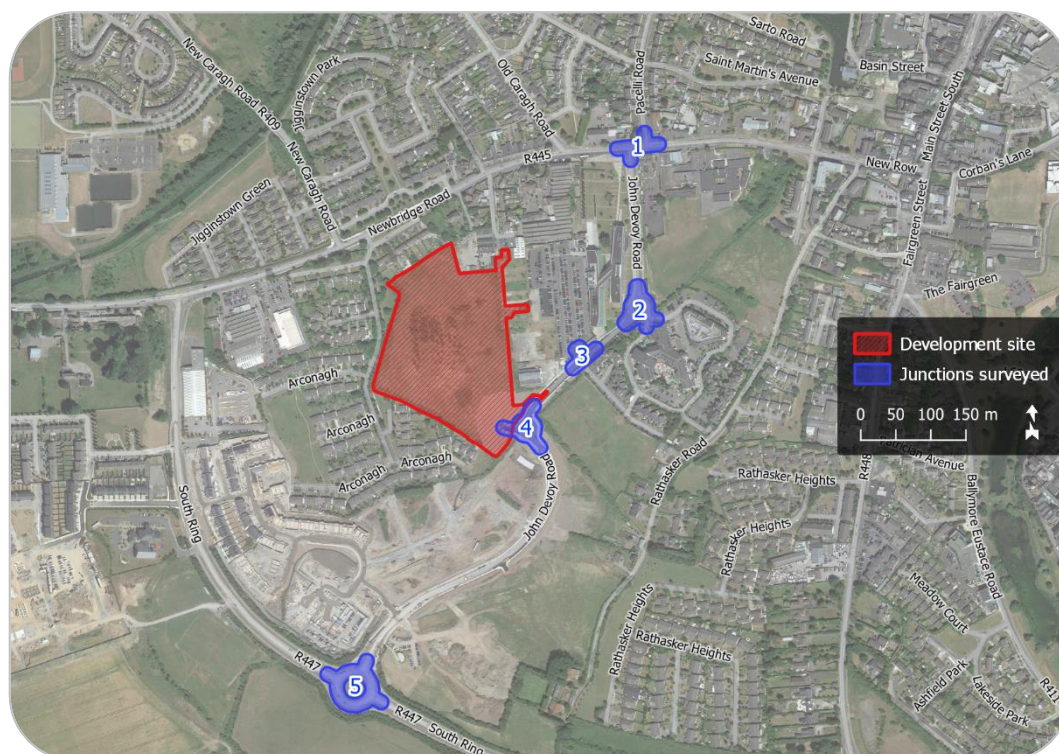 Sarto Road
Basin Street
Saint Martin's Avenue
Pacelli Road
Main Street South
New Caragh Road R409
Jigginstown Park
Old Caragh Road
1
R445
New Row
Corban's Lane
New Caragh Road
Jigginstown Green
Newbridge Road
John Devoy Road
Fairgreen Street
The Fairgreen
2
3
Development site
Junctions surveyed
0 50 100 150 m
Arconagh
Arconagh
Arconagh
Arconagh
4
John Devoy Road
Rathasker Road
R448
Patrician Avenue
Rathasker Heights
Rathasker Heights
Rathasker Heights
Rathasker Heights
Ballymore Eustace Road
South Ring
Meadow Court
Ashfield Park
Lakeside Park
R411
R447
5
R447
South Ring